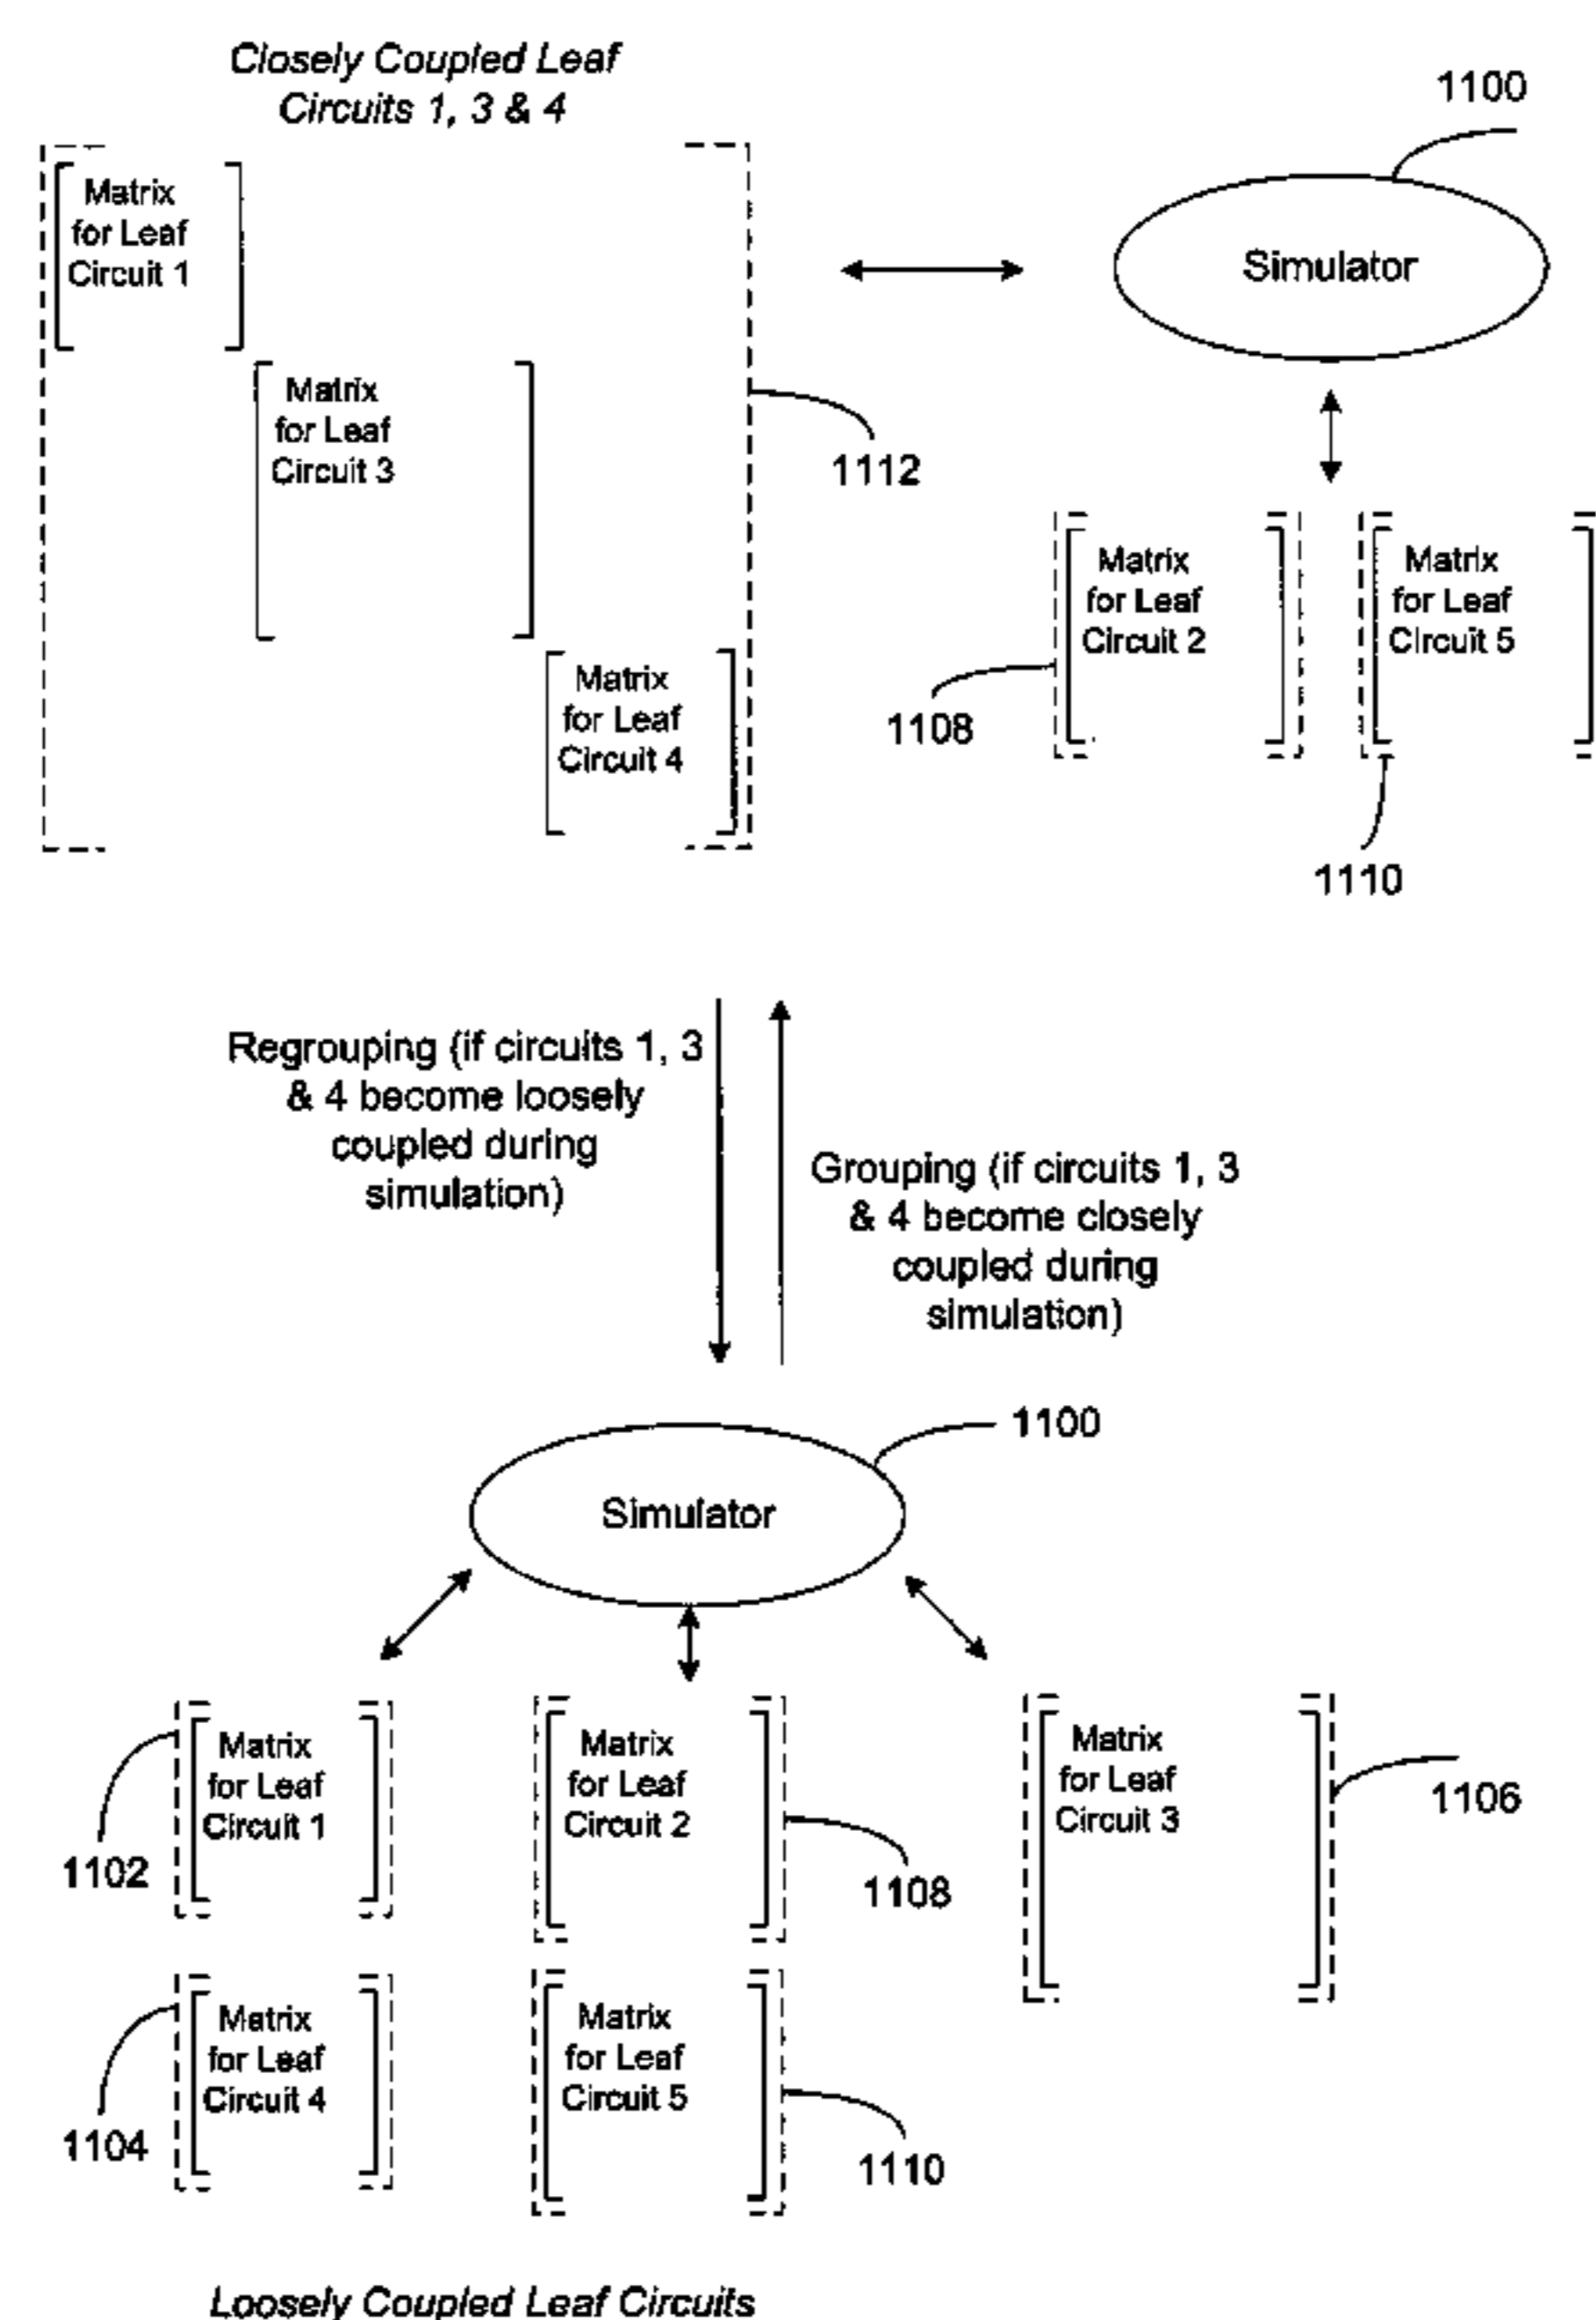 Closely Coupled Leaf
Circuits 1, 3 & 4
1100
Matrix
for Leaf
Circuit 1
Simulator
Matrix
for Leaf
Circuit 3
1112
Matrix
for Leaf
Circuit 2
Matrix
for Leaf
Circuit 5
Matrix
for Leaf
Circuit 4
1108
1110
Regrouping (if circuits 1, 3
& 4 become loosely
coupled during
simulation)
Grouping (if circuits 1, 3
& 4 become closely
coupled during
simulation)
1100
Simulator
Matrix
for Leaf
Circuit 1
Matrix
for Leaf
Circuit 2
Matrix
for Leaf
Circuit 3
1102
1108
1106
Matrix
for Leaf
Circuit 4
Matrix
for Leaf
Circuit 5
1104
1110
Loosely Coupled Leaf Circuits